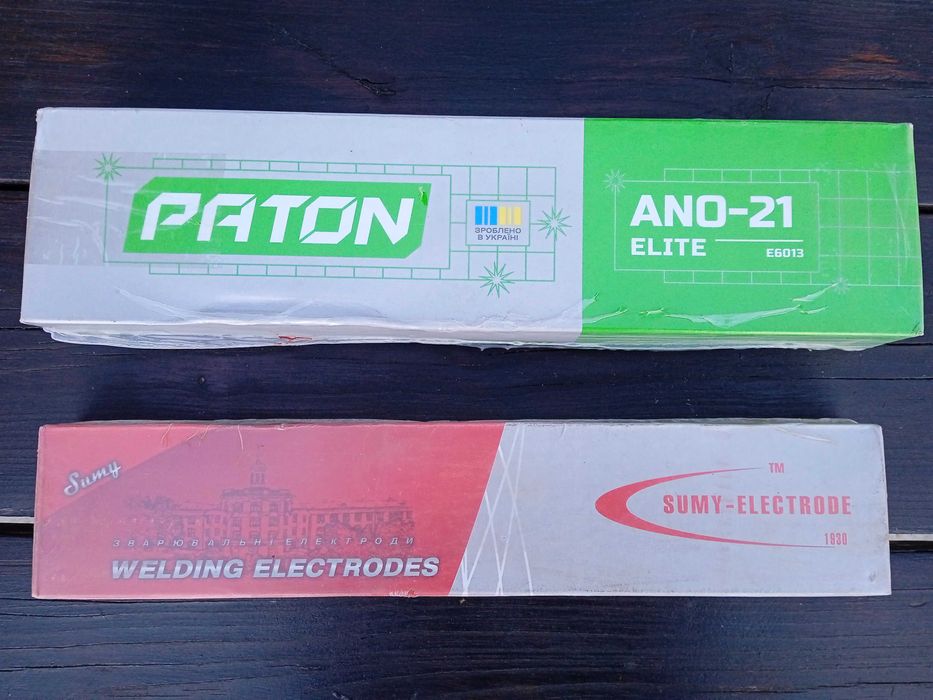 PATON
ЗРОБЛЕНО
В УКРАЇНІ
ANO-21
ELITE
E6013
Sumy
ЗВАРЮВАЛЬНІ ЕЛЕКТРОДИ
WELDING ELECTRODES
TM
SUMY-ELECTRODE
1930